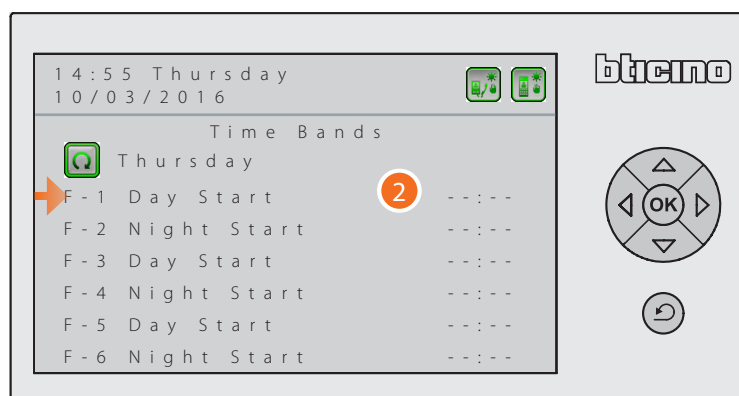 14:55 Thursday
10/03/2016
bticino
Time Bands
Thursday
F-1 Day Start 2 --:--
F-2 Night Start --:--
OK
F-3 Day Start --:--
F-4 Night Start --:--
F-5 Day Start --:--
F-6 Night Start --:--